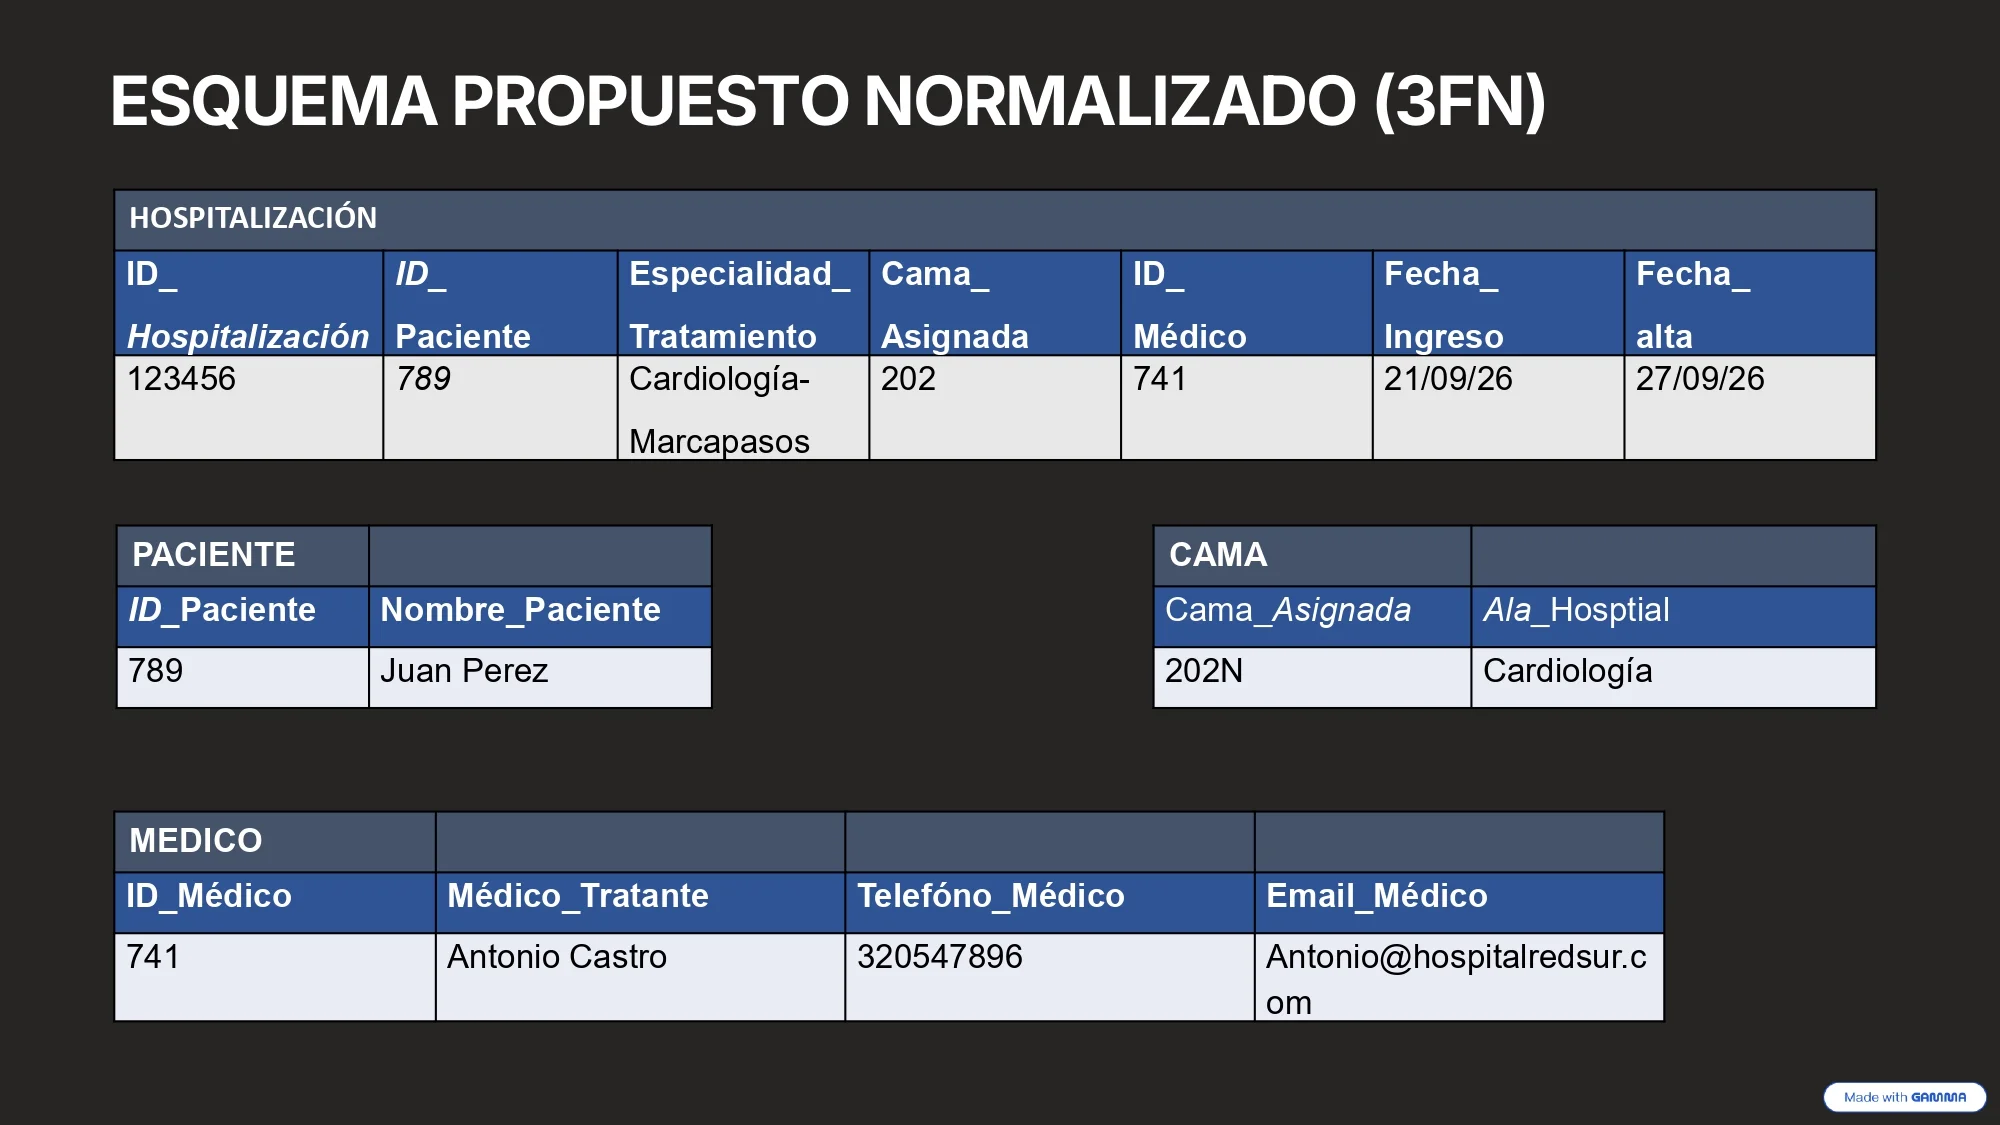 ESQUEMA PROPUESTO NORMALIZADO (3FN)
HOSPITALIZACIÓN
ID_ ID_ Especialidad_ Cama_ ID_ Fecha_ Fecha_
Hospitalización Paciente Tratamiento Asignada Médico Ingreso alta
123456 789 Cardiología- 202 741 21/09/26 27/09/26
Marcapasos
PACIENTE
ID_Paciente Nombre_Paciente
789 Juan Perez
CAMA
Cama_Asignada Ala_Hosptial
202N Cardiología
MEDICO
ID_Médico Médico_Tratante Telefóno_Médico Email_Médico
741 Antonio Castro 320547896 Antonio@hospitalredsur.c
om
Made with GAMMA